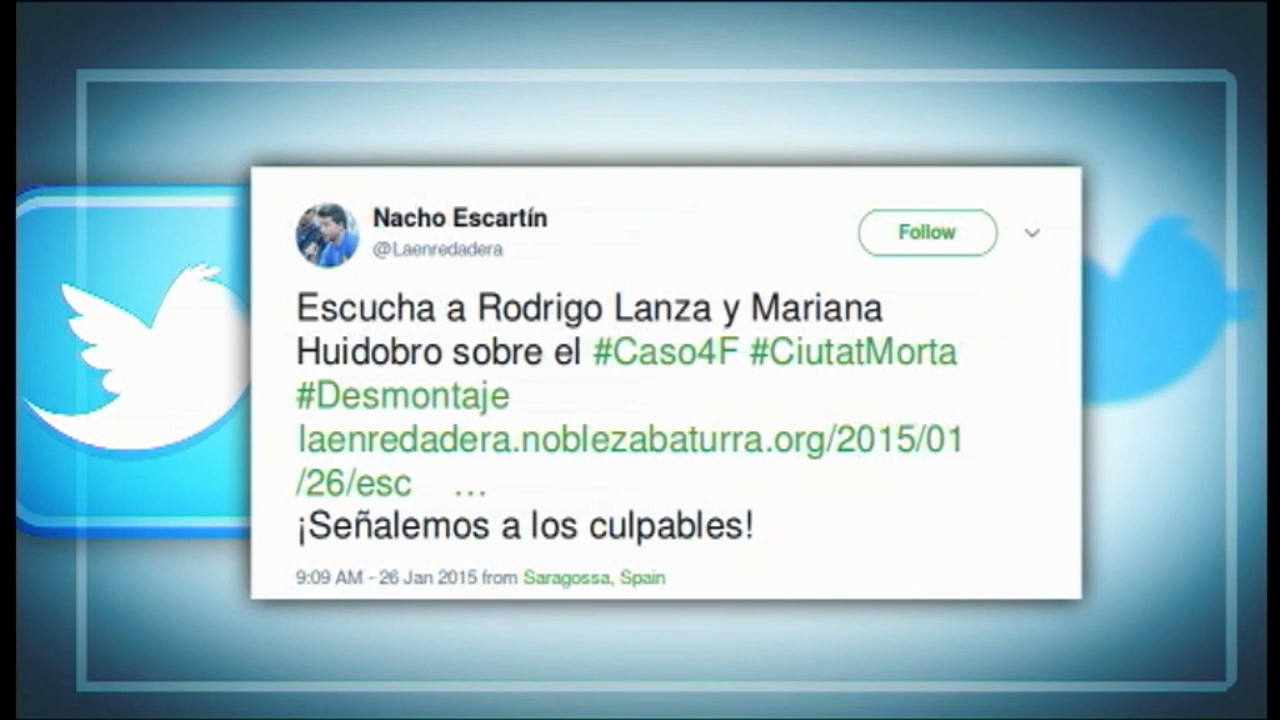 Nacho Escartín
@Laenredadera
Follow
Escucha a Rodrigo Lanza y Mariana
Huidobro sobre el #Caso4F #CiutatMorta
#Desmontaje
laenredadera.noblezabaturra.org/2015/01
/26/esc ...
¡Señalemos a los culpables!
9:09 AM - 26 Jan 2015 from Saragossa, Spain